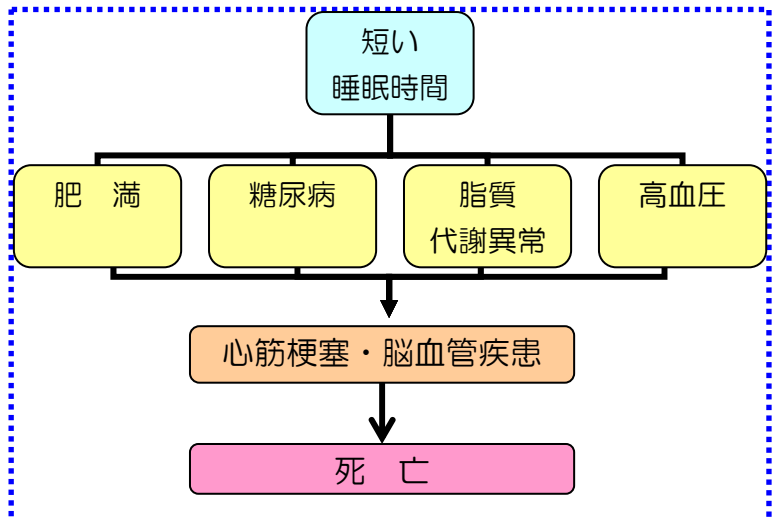 短い
睡眠時間
肥　満
糖尿病
脂質
代謝異常
高血圧
心筋梗塞・脳血管疾患
死　亡